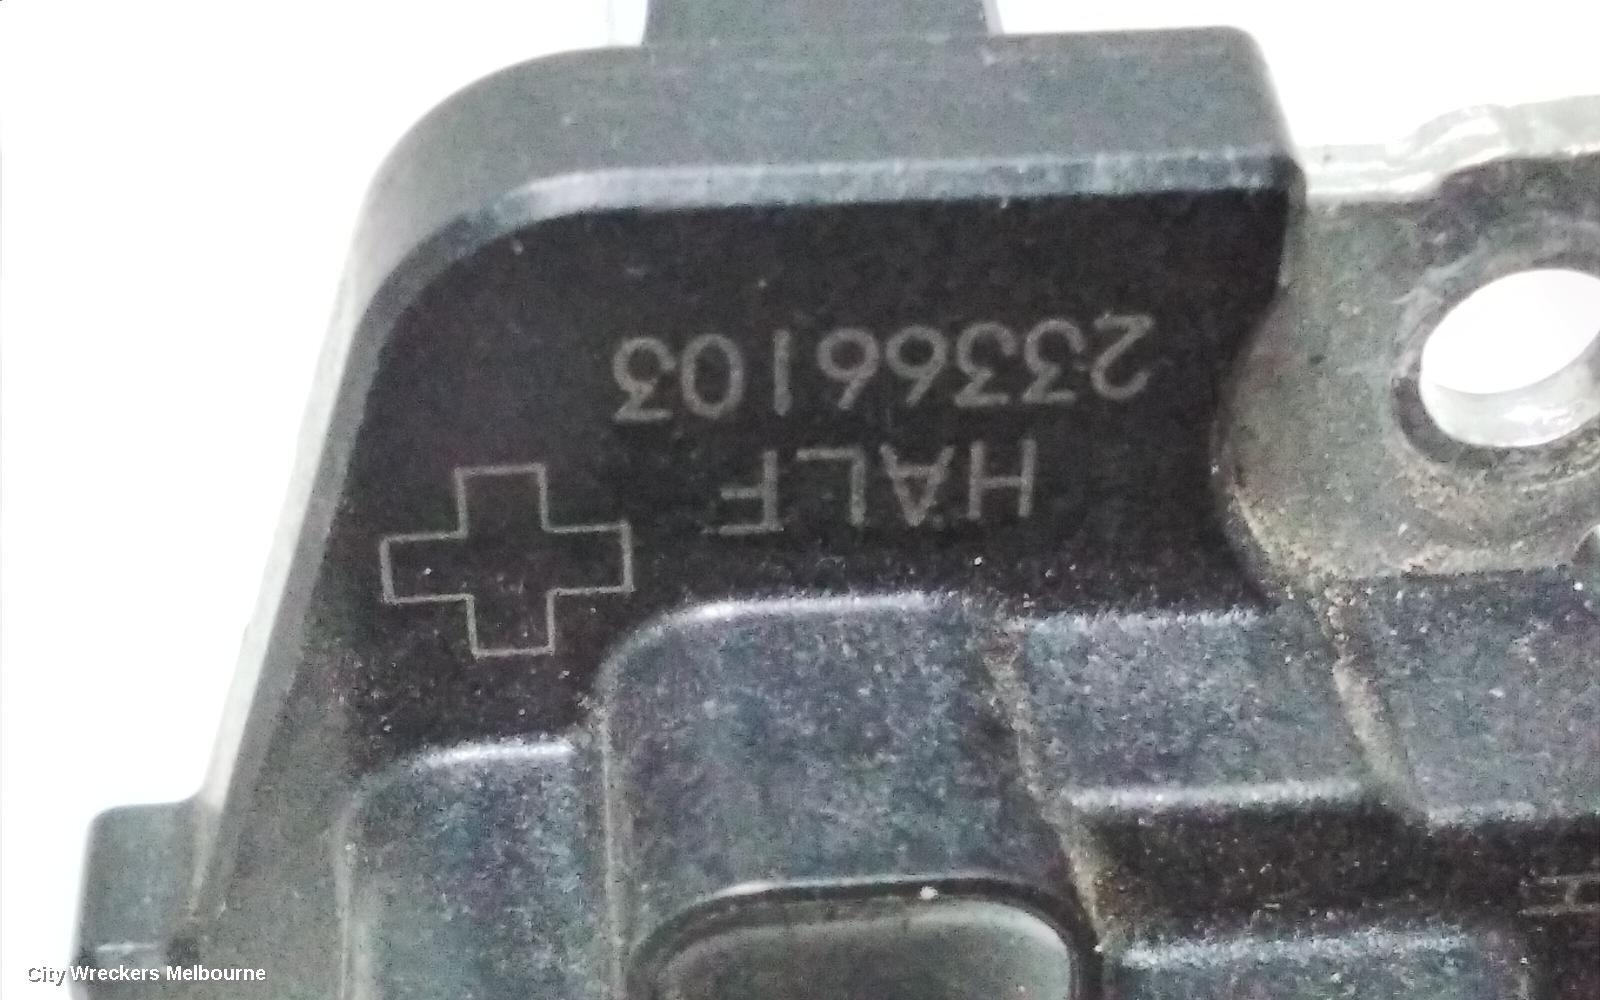 HALF
23366103
City Wreckers Melbourne